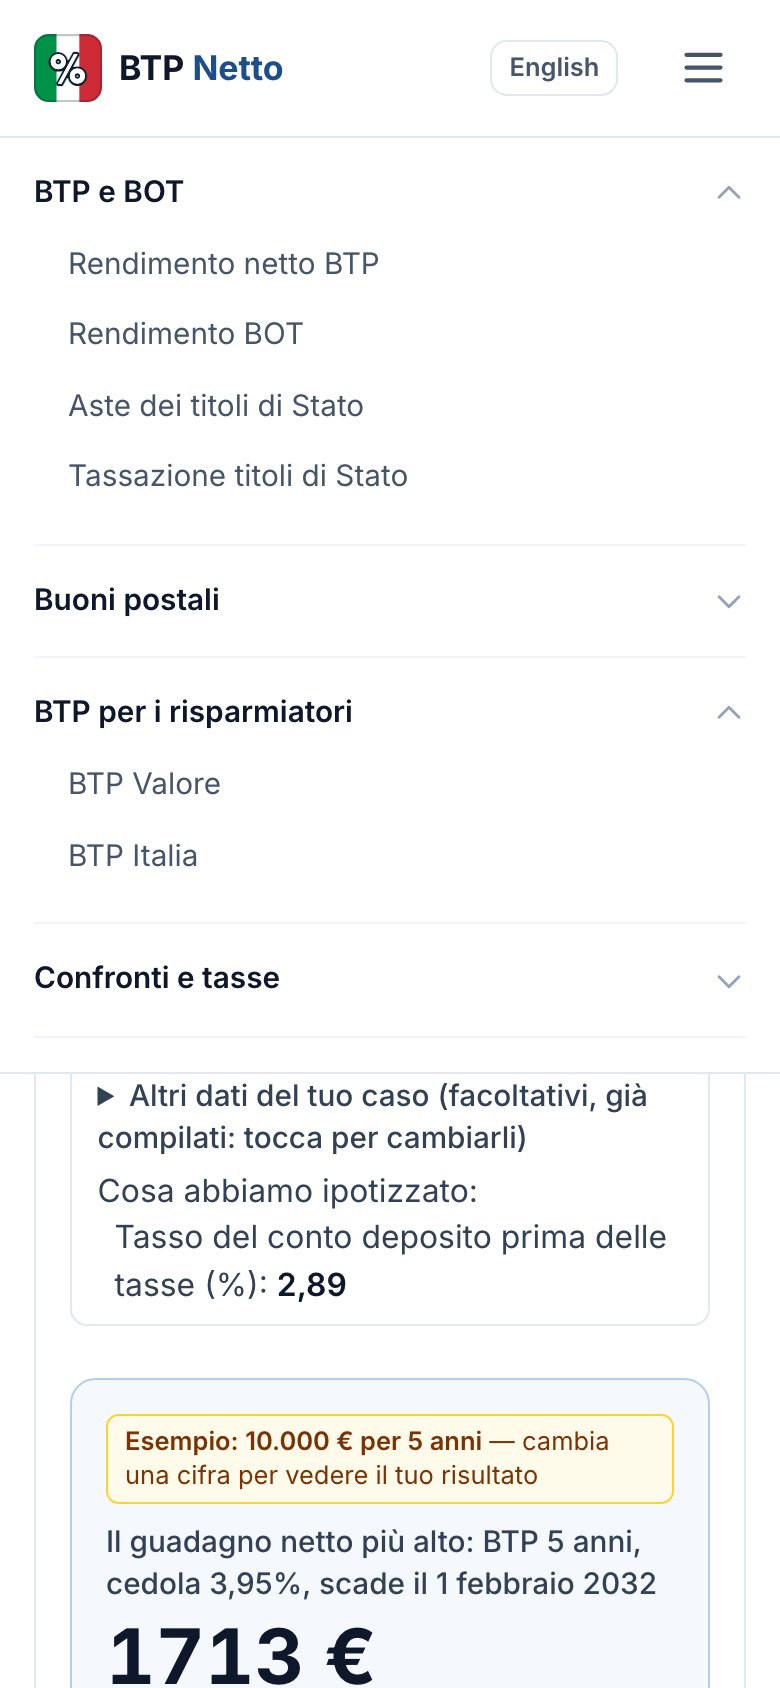 %
BTP Netto
English
BTP e BOT
Rendimento netto BTP
Rendimento BOT
Aste dei titoli di Stato
Tassazione titoli di Stato
Buoni postali
BTP per i risparmiatori
BTP Valore
BTP Italia
Confronti e tasse
▶ Altri dati del tuo caso (facoltativi, già
compilati: tocca per cambiarli)
Cosa abbiamo ipotizzato:
Tasso del conto deposito prima delle
tasse (%): 2,89
Esempio: 10.000 € per 5 anni — cambia
una cifra per vedere il tuo risultato
Il guadagno netto più alto: BTP 5 anni,
cedola 3,95%, scade il 1 febbraio 2032
1713 €